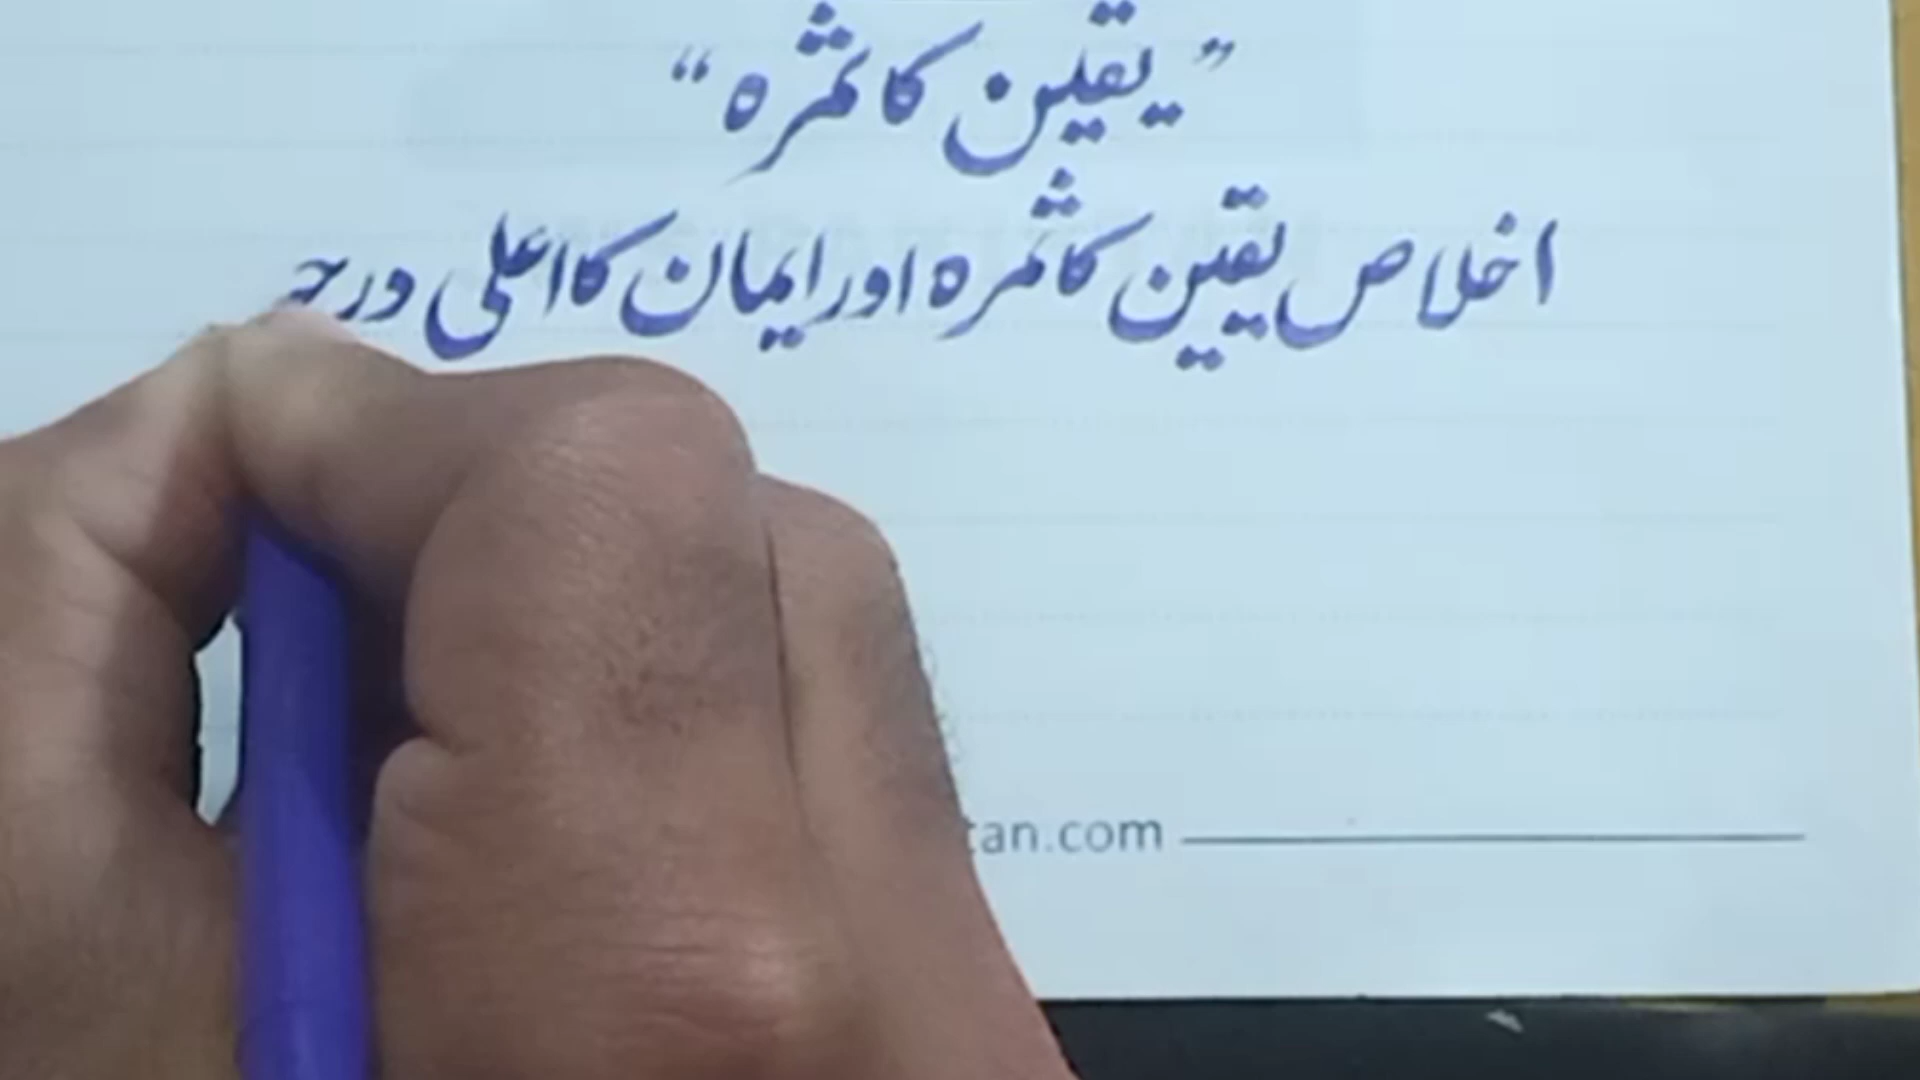 ”یقین کا ثمرہ“
اخلاص یقین کا ثمرہ اور ایمان کا اعلی درجہ
tan.com